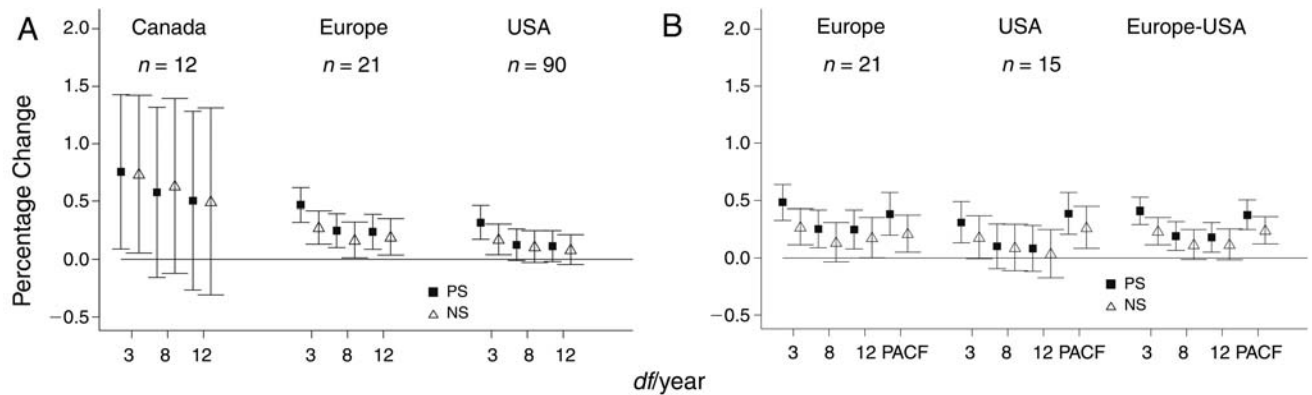 A
Canada
Europe
USA
n = 12
n = 21
n = 90
Percentage Change
2.0
1.5
1.0
0.5
0.0
−0.5
PS
NS
3 8 12 3 8 12 3 8 12
B
Europe
USA
Europe-USA
n = 21
n = 15
2.0
1.5
1.0
0.5
0.0
−0.5
PS
NS
3 8 12 PACF 3 8 12 PACF 3 8 12 PACF
df/year